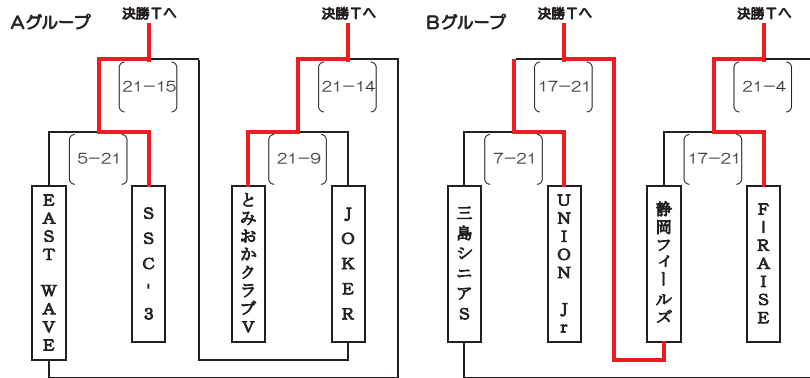 Aグループ
決勝Tへ
決勝Tへ
21-15
21-14
5-21
21-9
EAST WAVE
SSC-3
とみおかクラブV
JOKER
Bグループ
決勝Tへ
決勝Tへ
17-21
21-4
7-21
17-21
三島シニアS
UNION Jr
静岡フィールズ
F-RAISE